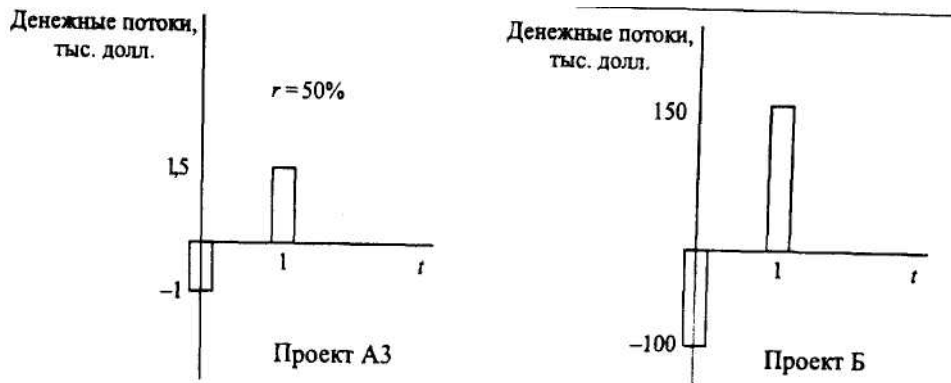 Денежные потоки,
тыс. долл.
r = 50%
1,5
1
t
–1
Проект А3
Денежные потоки,
тыс. долл.
150
1
t
–100
Проект Б